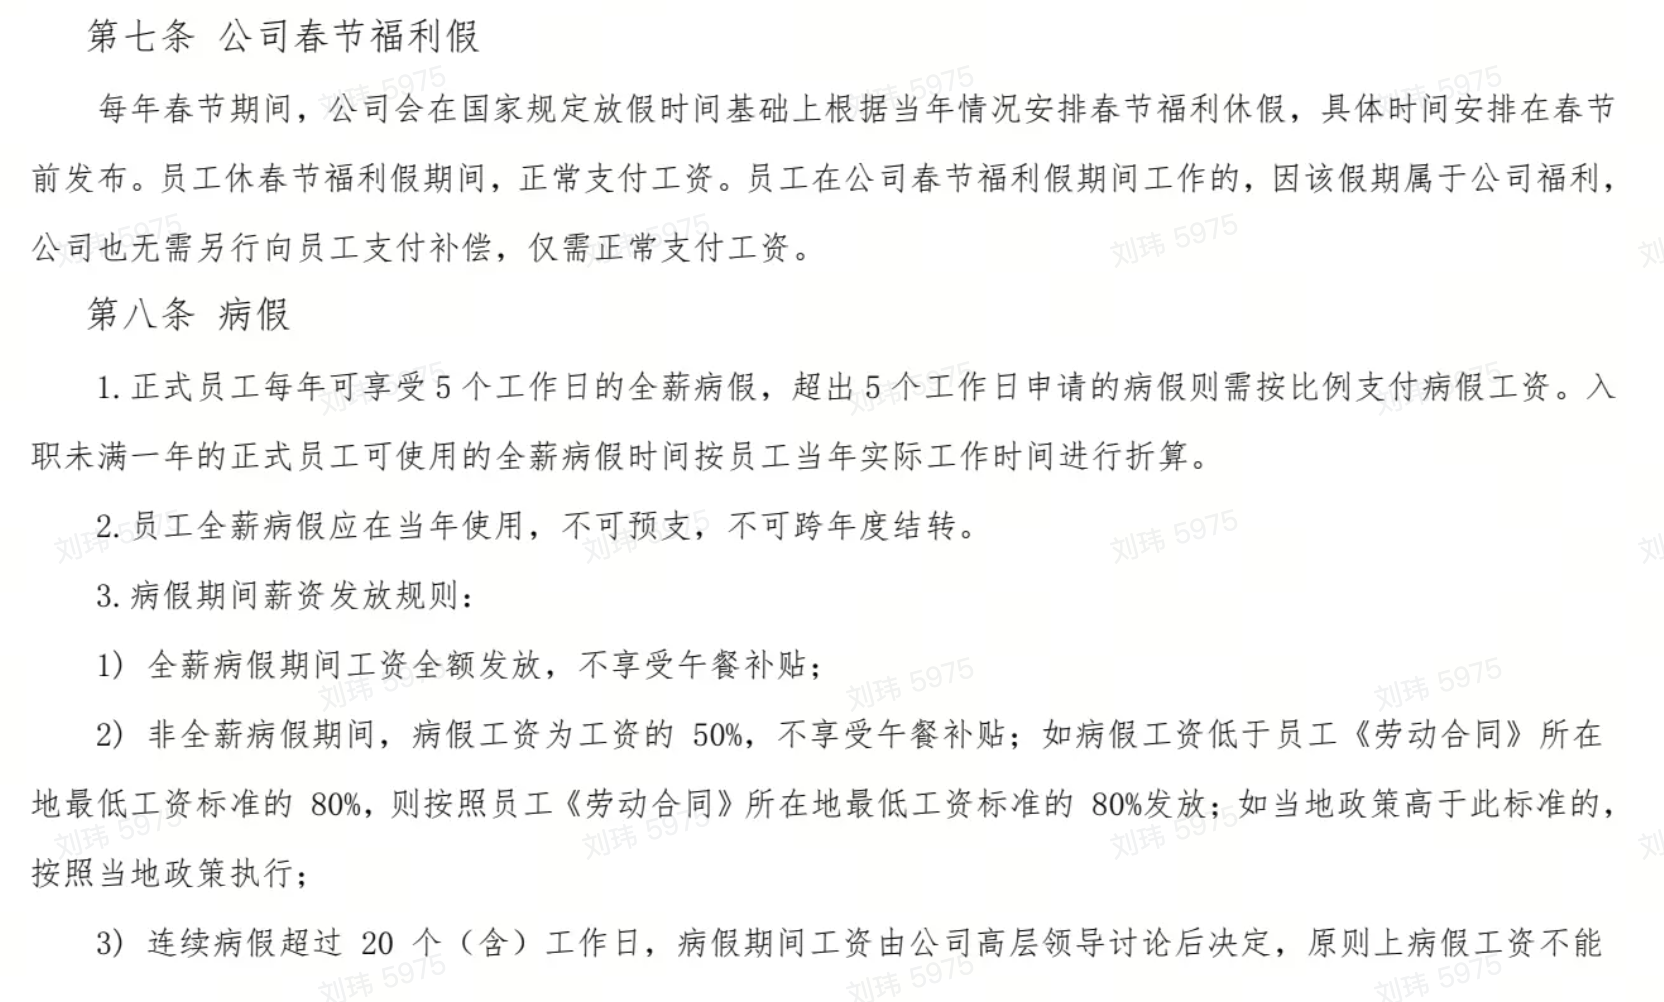 第七条 公司春节福利假
每年春节期间，公司会在国家规定放假时间基础上根据当年情况安排春节福利休假，具体时间安排在春节
前发布。员工休春节福利假期间，正常支付工资。员工在公司春节福利假期间工作的，因该假期属于公司福利，
公司也无需另行向员工支付补偿，仅需正常支付工资。
第八条 病假
1.正式员工每年可享受5个工作日的全薪病假，超出5个工作日申请的病假则需按比例支付病假工资。入
职未满一年的正式员工可使用的全薪病假时间按员工当年实际工作时间进行折算。
2.员工全薪病假应在当年使用，不可预支，不可跨年度结转。
3.病假期间薪资发放规则：
1) 全薪病假期间工资全额发放，不享受午餐补贴；
2) 非全薪病假期间，病假工资为工资的 50%，不享受午餐补贴；如病假工资低于员工《劳动合同》所在
地最低工资标准的 80%，则按照员工《劳动合同》所在地最低工资标准的 80%发放；如当地政策高于此标准的，
按照当地政策执行；
3) 连续病假超过 20 个（含）工作日，病假期间工资由公司高层领导讨论后决定，原则上病假工资不能
刘玮 5975